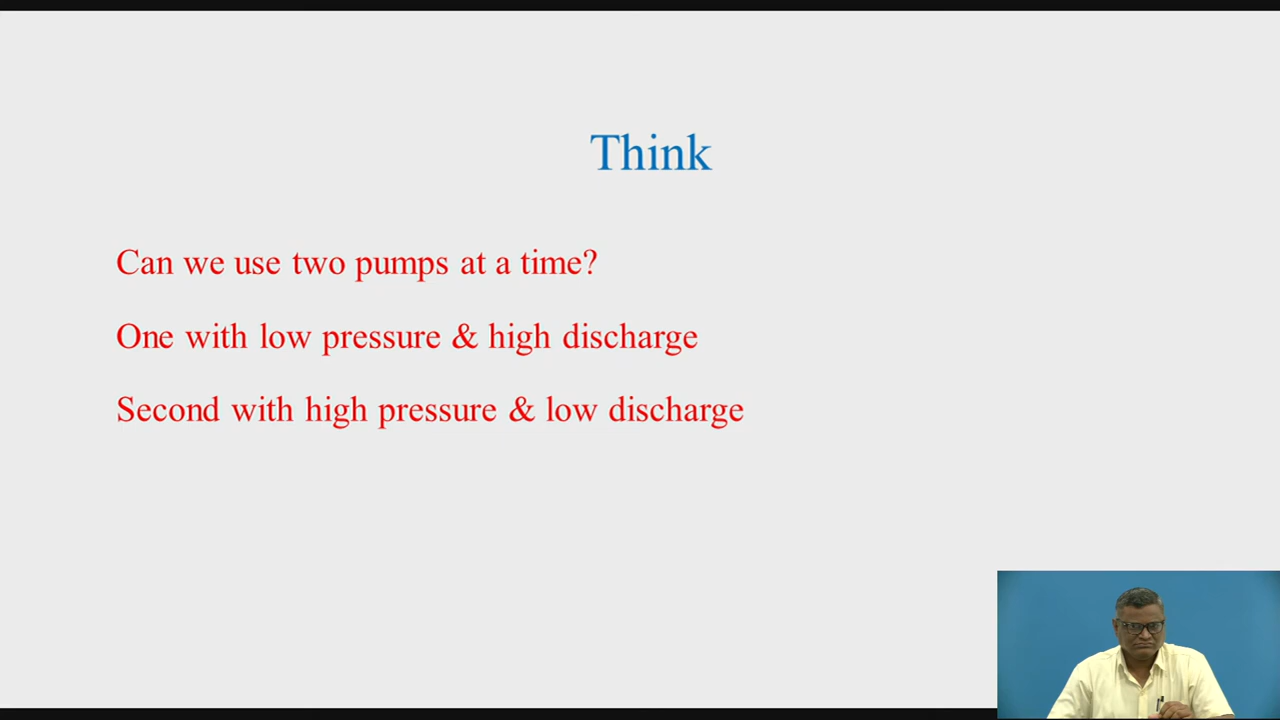 Think
Can we use two pumps at a time?
One with low pressure & high discharge
Second with high pressure & low discharge